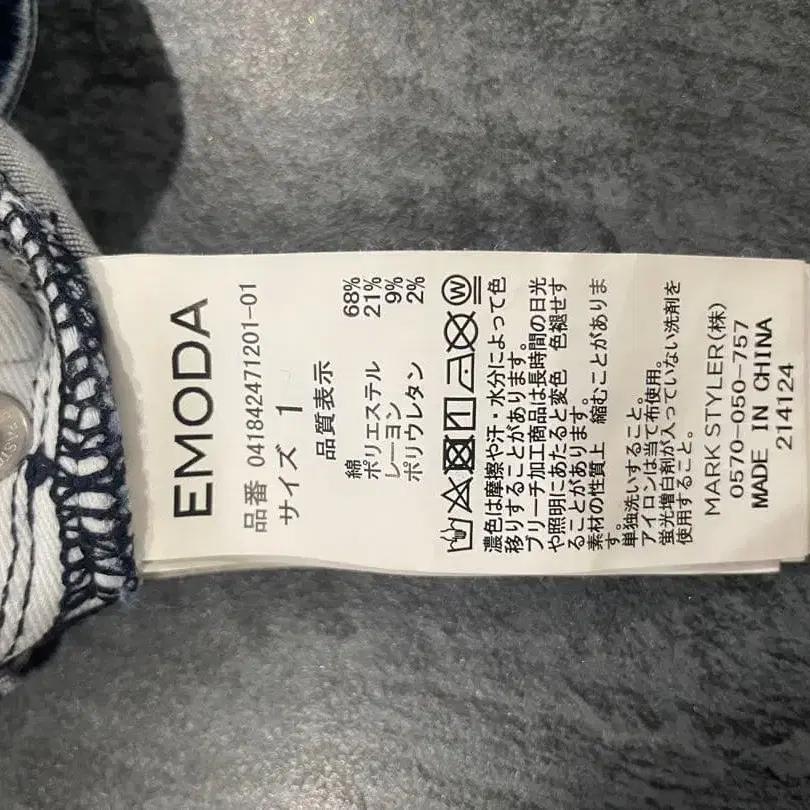 EMODA
品番 041842471201-01
サイズ 1
品質表示
綿 68%
ポリエステル 21%
レーヨン 9%
ポリウレタン 2%
濃色は摩擦や汗・水分によって色
移りすることがあります。
ブリーチ加工商品は長時間の日光
や照明にあたると変色 色褪せす
ることがあります。
素材の性質上 縮むことがありま
す。
単独洗いすること。
アイロンは当て布使用。
蛍光増白剤が入っていない洗剤を
使用すること。
MARK STYLER(株)
0570-050-757
MADE IN CHINA
214124